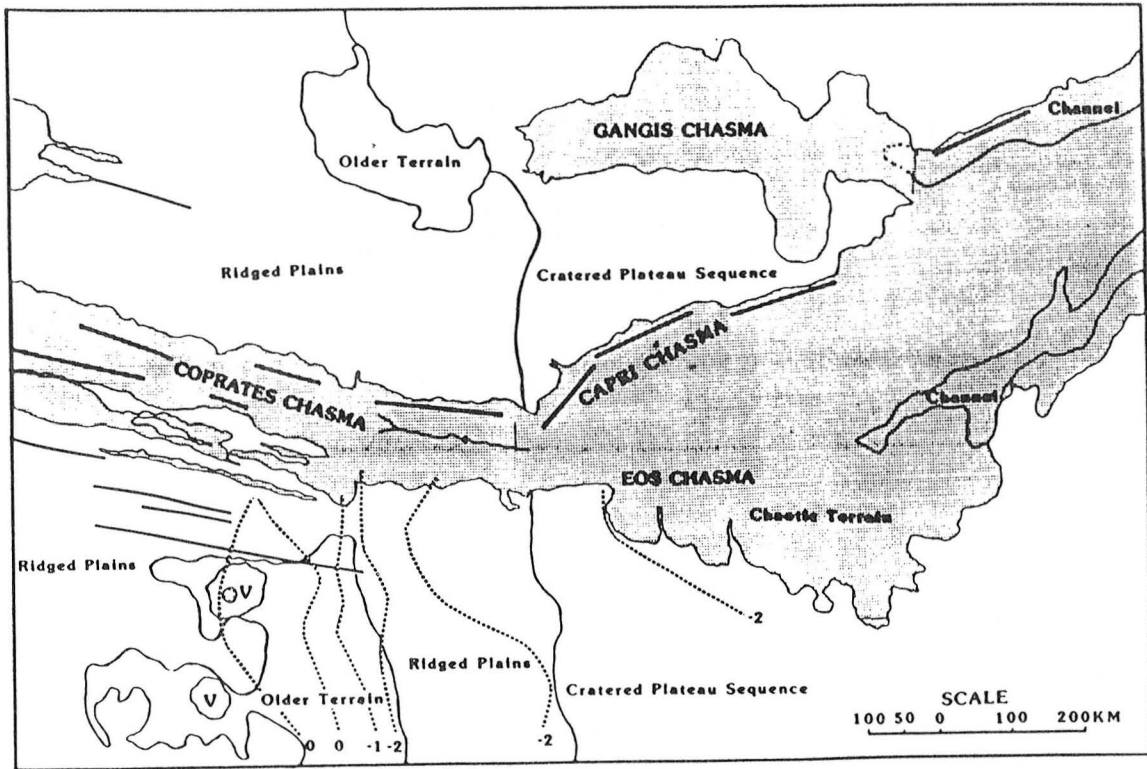 Channel
GANGIS CHASMA
Older Terrain
Ridged Plains
Cratered Plateau Sequence
CAPRI CHASMA
COPRATES CHASMA
Channel
EOS CHASMA
Chaotic Terrain
Ridged Plains
V
-2
Ridged Plains
Cratered Plateau Sequence
V
Older Terrain
SCALE
100 50 0 100 200KM
0 0 -1 -2
-2